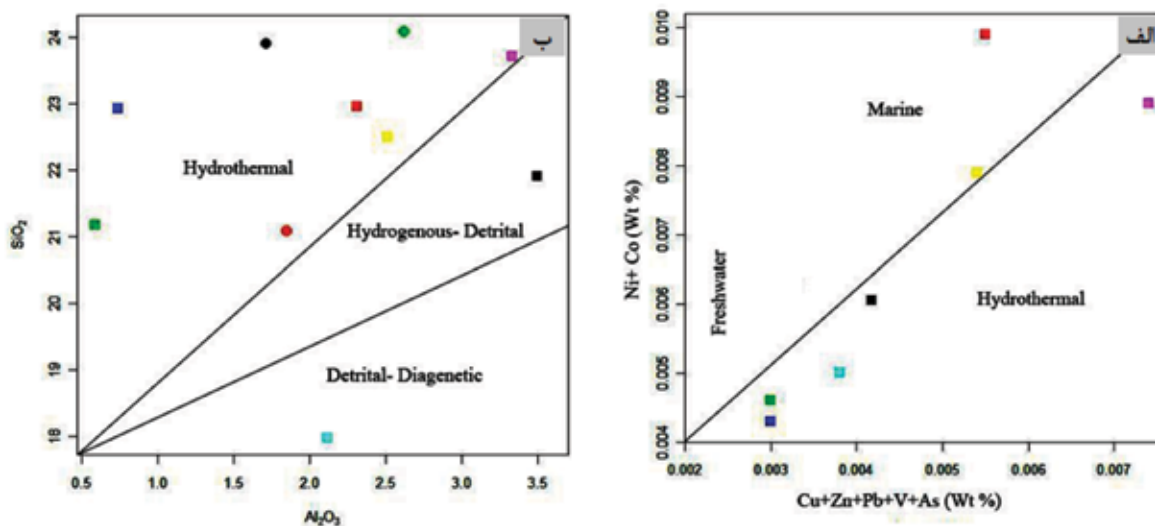 ب
24
23
22
21
20
19
18
SiO₂
Hydrothermal
Hydrogenous- Detrital
Detrital- Diagenetic
0.5 1.0 1.5 2.0 2.5 3.0 3.5
Al₂O₃
الف
0.010
0.009
0.008
0.007
0.006
0.005
0.004
Ni+ Co (Wt %)
Marine
Freshwater
Hydrothermal
0.002 0.003 0.004 0.005 0.006 0.007
Cu+Zn+Pb+V+As (Wt %)